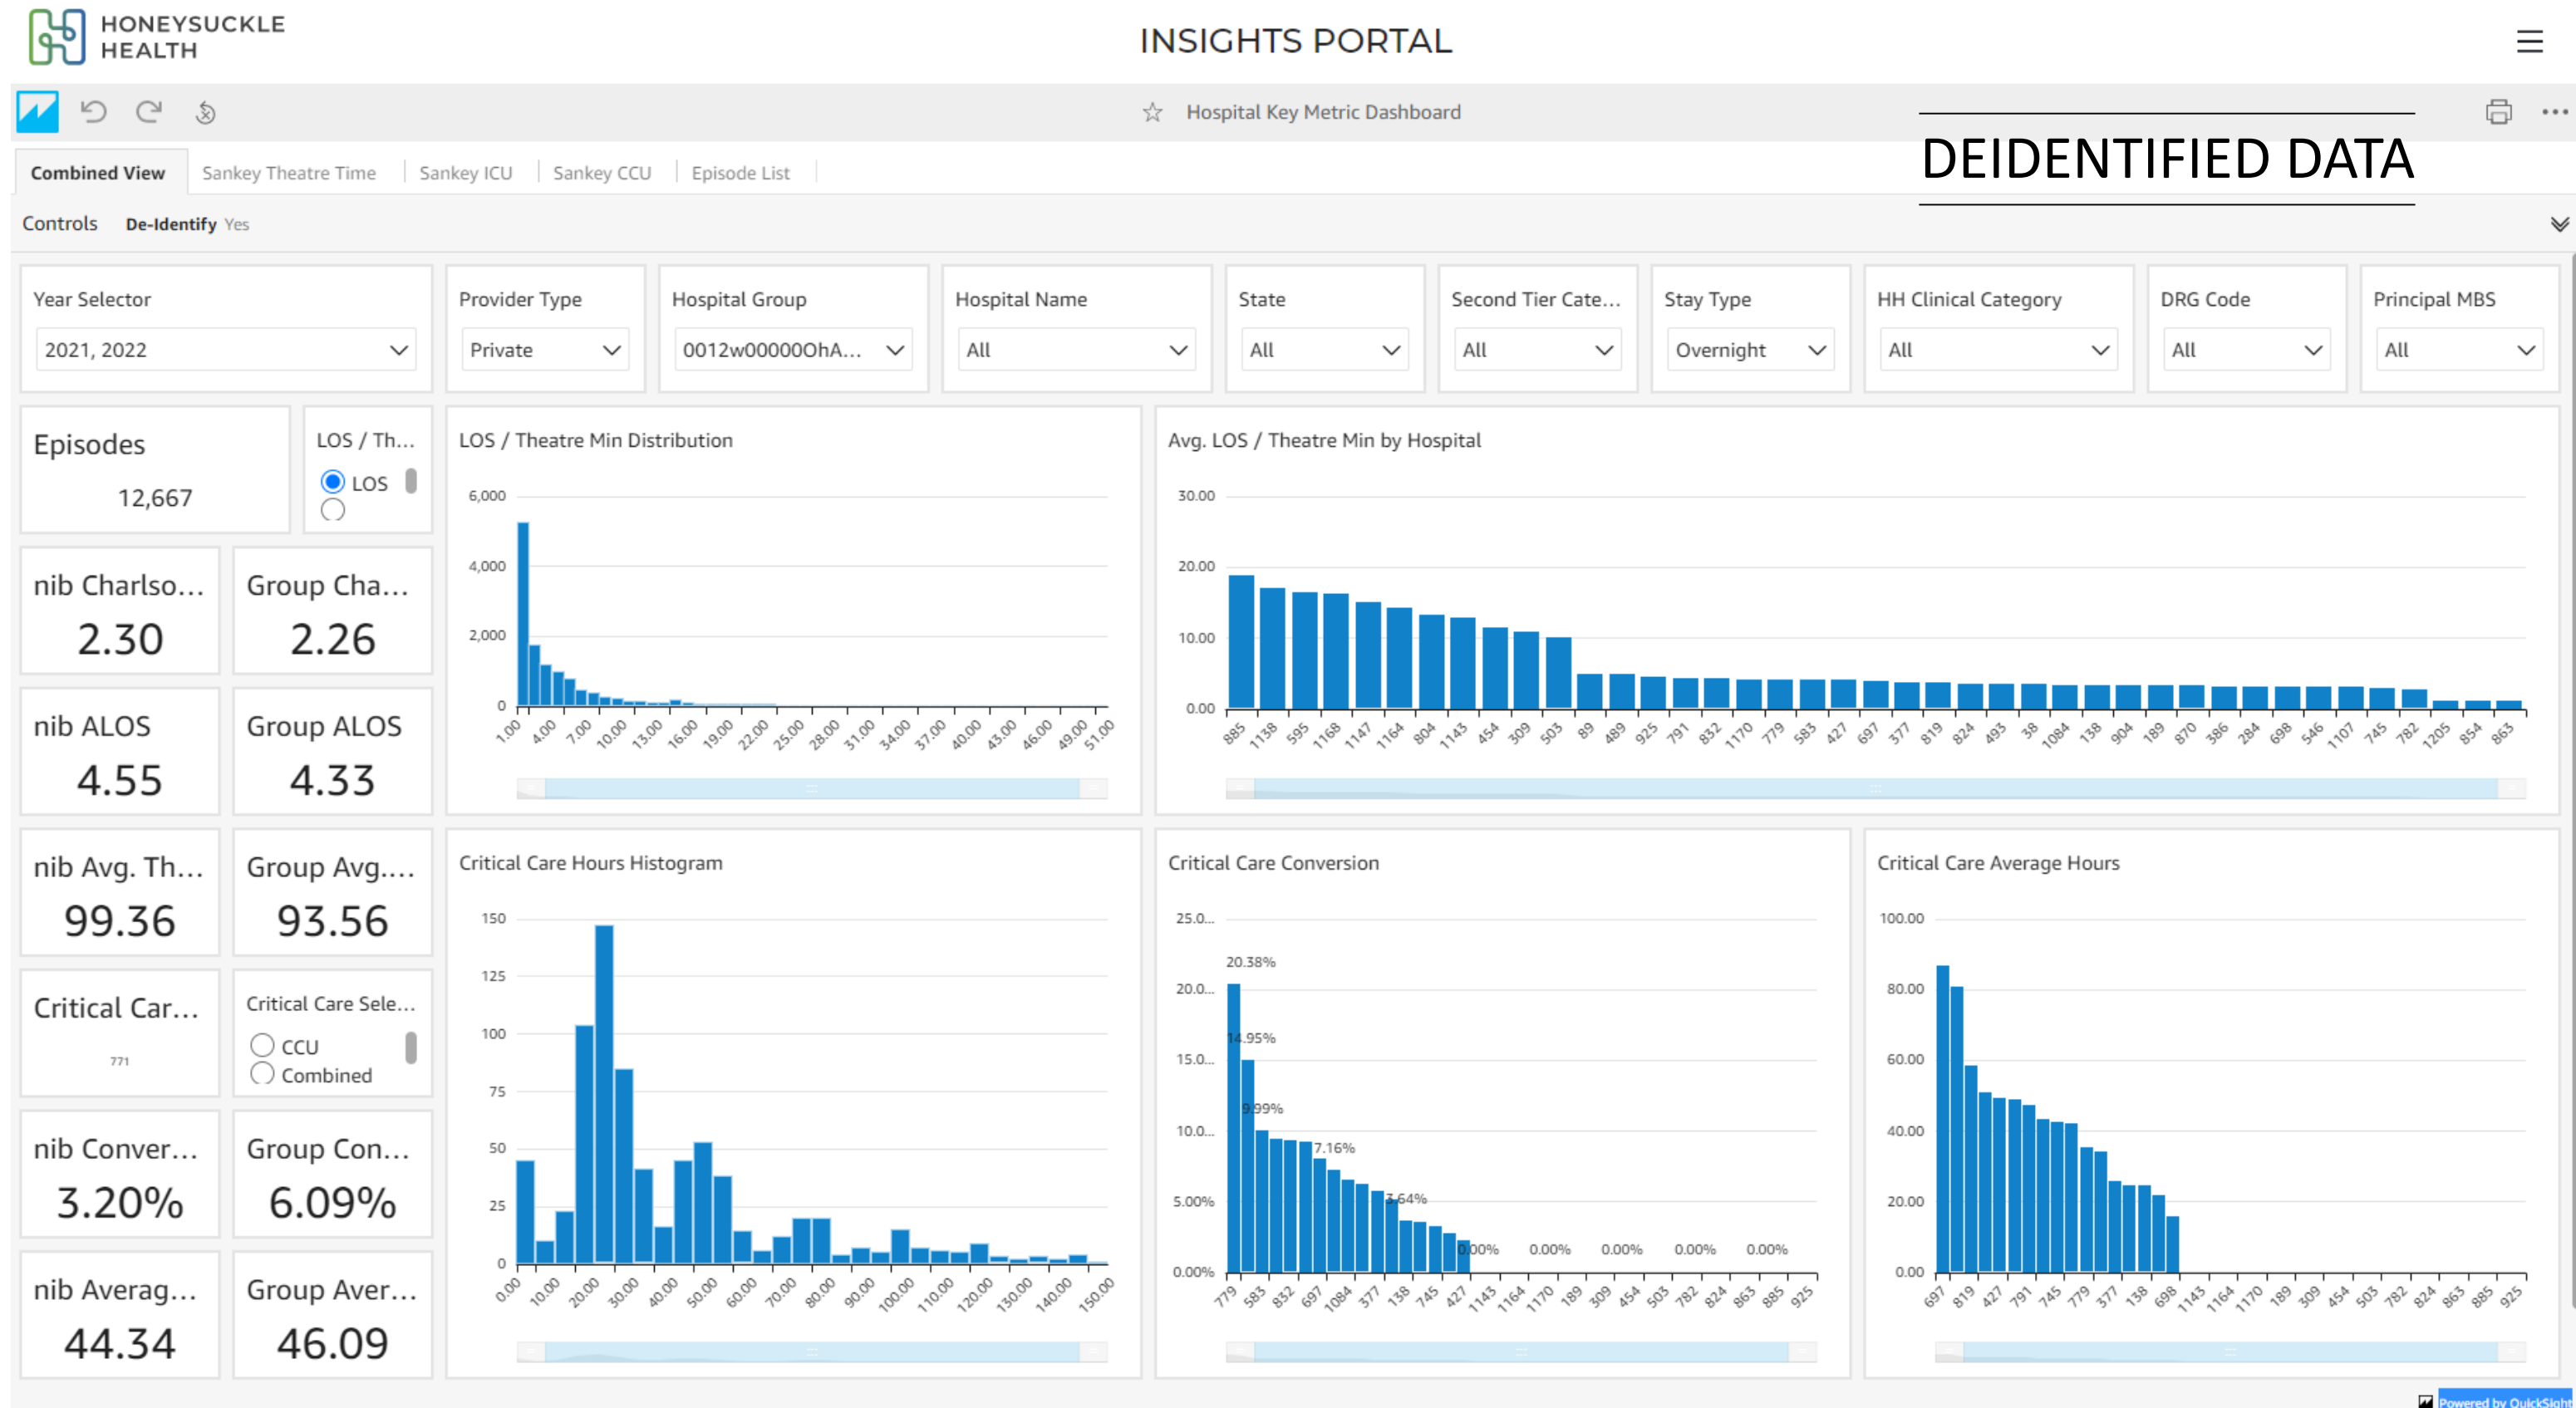 HONEYSUCKLE
HEALTH
INSIGHTS PORTAL
Hospital Key Metric Dashboard
DEIDENTIFIED DATA
Combined View
Sankey Theatre Time
Sankey ICU
Sankey CCU
Episode List
Controls De-Identify Yes
Year Selector
2021, 2022
Provider Type
Private
Hospital Group
0012w00000OhA...
Hospital Name
All
State
All
Second Tier Cate...
All
Stay Type
Overnight
HH Clinical Category
All
DRG Code
All
Principal MBS
All
Episodes
12,667
LOS / Th...
LOS
nib Charlso...
2.30
Group Cha...
2.26
nib ALOS
4.55
Group ALOS
4.33
nib Avg. Th...
99.36
Group Avg....
93.56
Critical Car...
771
Critical Care Sele...
CCU
Combined
nib Conver...
3.20%
Group Con...
6.09%
nib Averag...
44.34
Group Aver...
46.09
LOS / Theatre Min Distribution
6,000
4,000
2,000
0
1.00 4.00 7.00 10.00 13.00 16.00 19.00 22.00 25.00 28.00 31.00 34.00 37.00 40.00 43.00 46.00 49.00 51.00
Avg. LOS / Theatre Min by Hospital
30.00
20.00
10.00
0.00
885 1138 595 1168 1147 1164 804 1143 454 309 503 89 489 925 791 832 1170 779 583 427 697 377 819 824 493 38 1084 138 904 189 870 386 284 698 546 1107 745 782 1205 854 863
Critical Care Hours Histogram
150
125
100
75
50
25
0
0.00 10.00 20.00 30.00 40.00 50.00 60.00 70.00 80.00 90.00 100.00 110.00 120.00 130.00 140.00 150.00
Critical Care Conversion
25.0...
20.0...
15.0...
10.0...
5.00%
0.00%
20.38%
14.95%
9.99%
7.16%
3.64%
0.00% 0.00% 0.00% 0.00% 0.00%
779 583 832 697 1084 377 138 745 427 1143 1164 1170 189 309 454 503 782 824 863 885 925
Critical Care Average Hours
100.00
80.00
60.00
40.00
20.00
0.00
697 819 427 791 745 779 377 138 698 1143 1164 1170 189 309 454 503 782 824 863 885 925
Powered by QuickSight